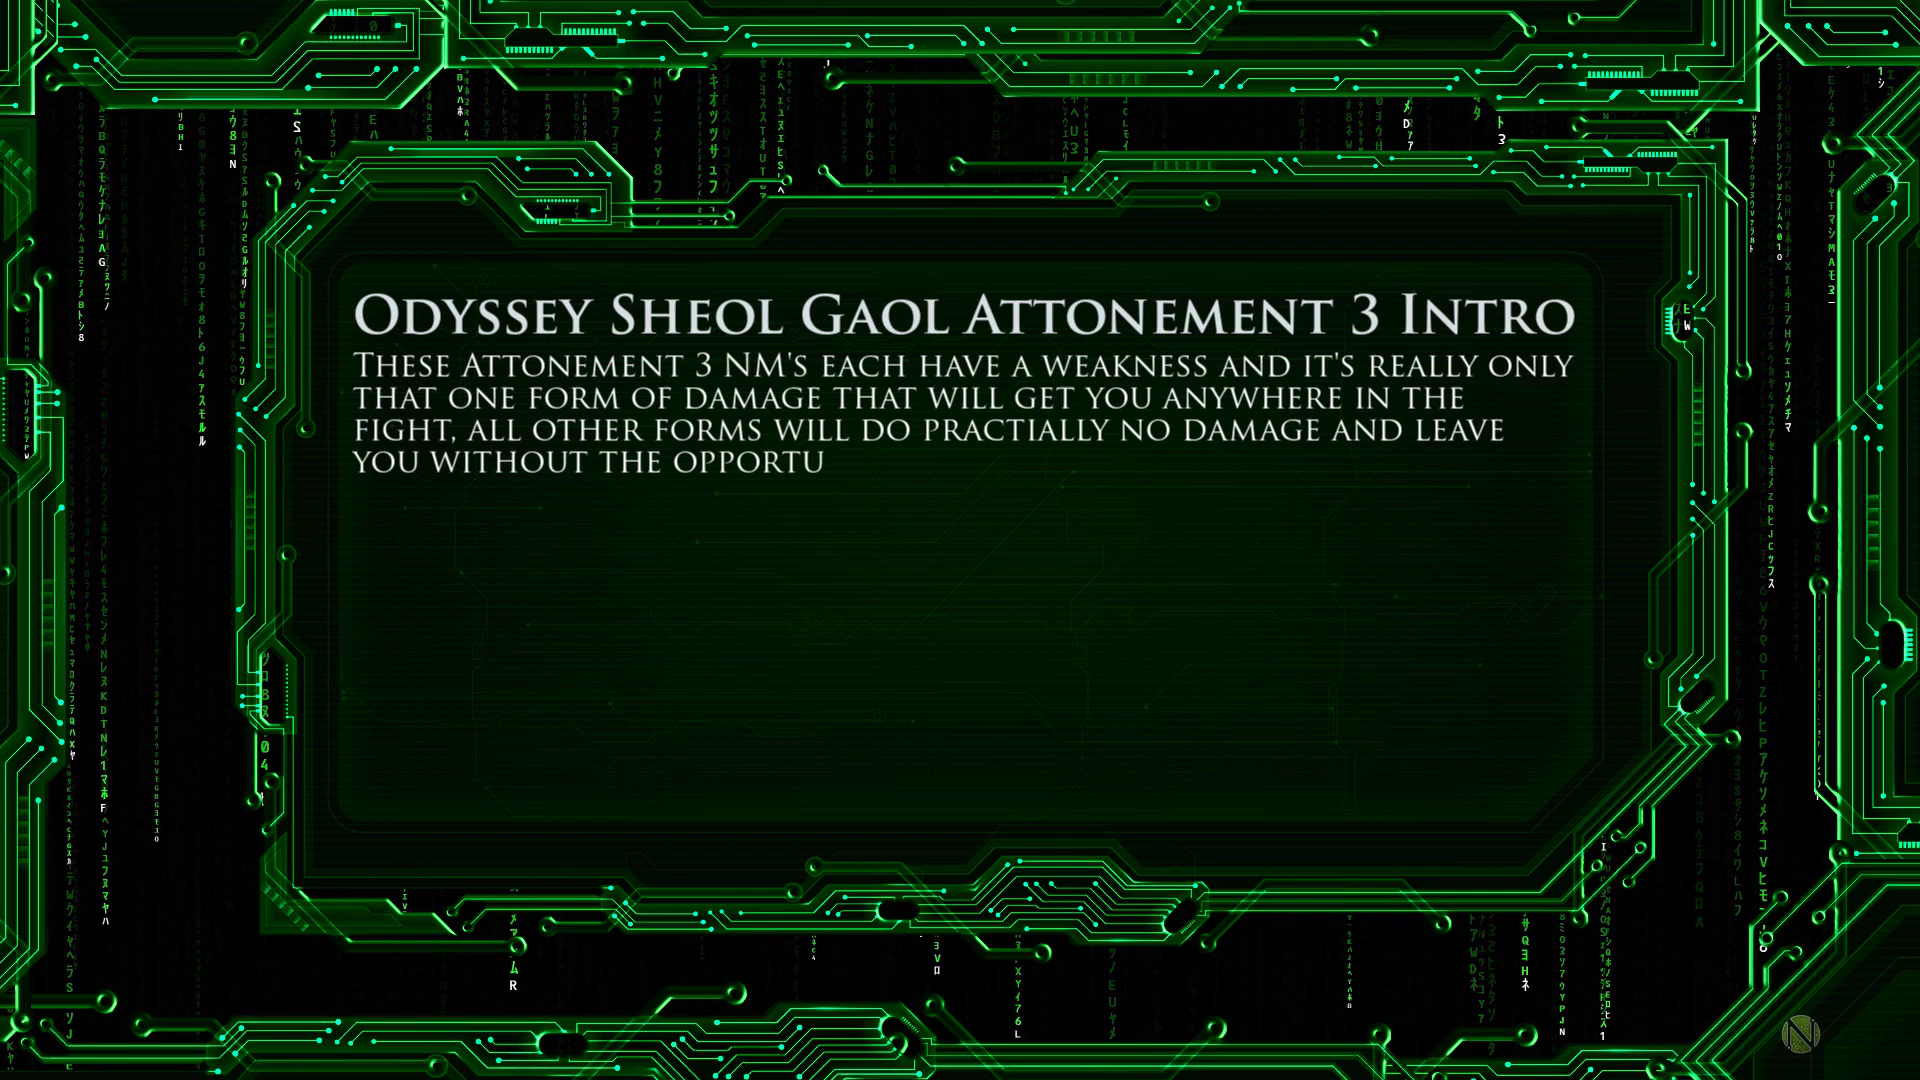 Odyssey Sheol Gaol Attonement 3 Intro
These Attonement 3 NM's each have a weakness and it's really only
that one form of damage that will get you anywhere in the
fight, all other forms will do practially no damage and leave
you without the opportu